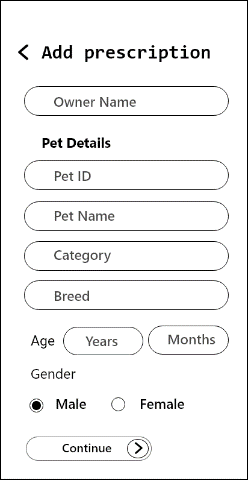 Add prescription
Owner Name
Pet Details
Pet ID
Pet Name
Category
Breed
Age Years Months
Gender
Male Female
Continue